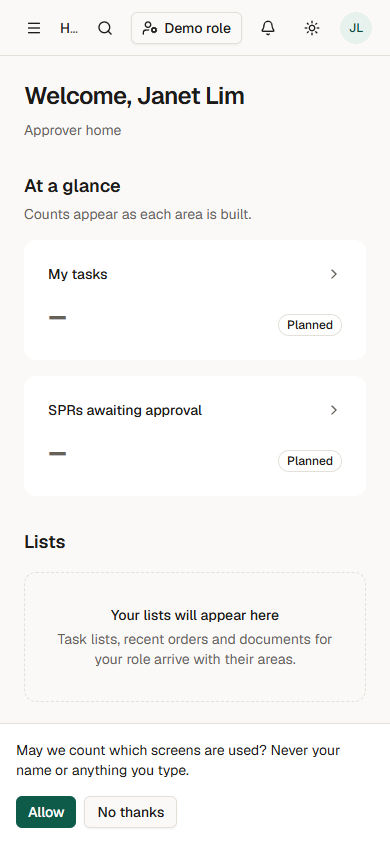 H...
Demo role
JL
Welcome, Janet Lim
Approver home
At a glance
Counts appear as each area is built.
My tasks
–
Planned
SPRs awaiting approval
–
Planned
Lists
Your lists will appear here
Task lists, recent orders and documents for
your role arrive with their areas.
May we count which screens are used? Never your
name or anything you type.
Allow
No thanks